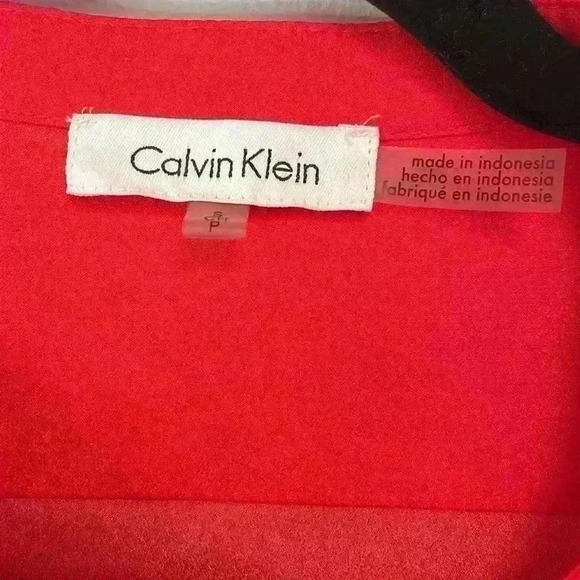 Calvin Klein
made in indonesia
hecho en indonesia
fabriqué en indonesie
P